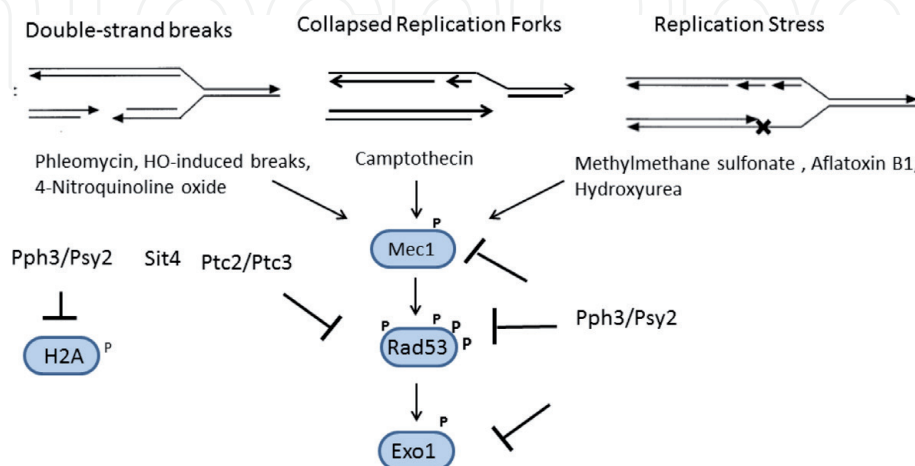 Double-strand breaks
Collapsed Replication Forks
Replication Stress
:
Phleomycin, HO-induced breaks,
4-Nitroquinoline oxide
Camptothecin
Methylmethane sulfonate , Aflatoxin B1,
Hydroxyurea
P
Mec1
Pph3/Psy2
Sit4
Ptc2/Ptc3
H2A
P
P
P
P
P
Rad53
Pph3/Psy2
P
Exo1